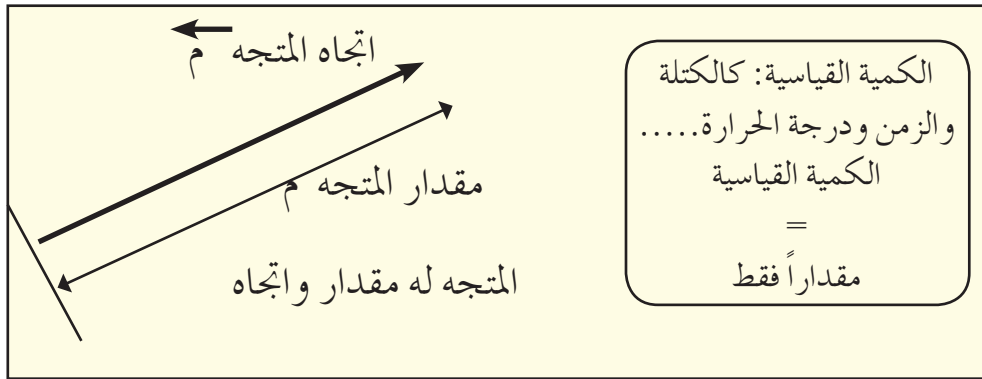 الكمية القياسية: كالكتلة
والزمن ودرجة الحرارة.....
الكمية القياسية
=
مقداراً فقط
اتجاه المتجه م
مقدار المتجه م
المتجه له مقدار واتجاه